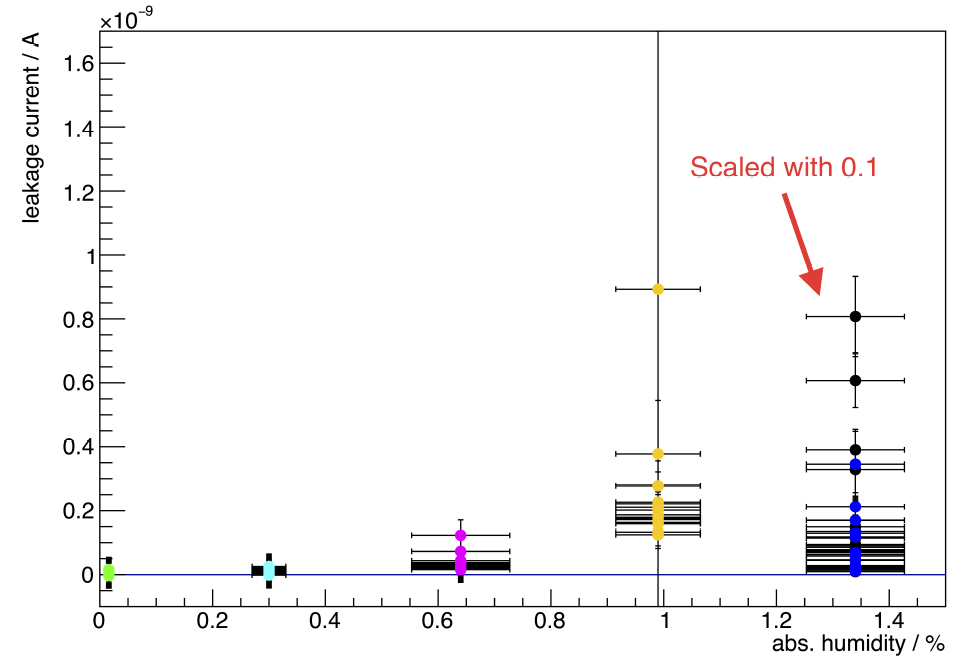 ×10⁻⁹
leakage current / A
1.6
1.4
1.2
1
0.8
0.6
0.4
0.2
0
Scaled with 0.1
0 0.2 0.4 0.6 0.8 1 1.2 1.4
abs. humidity / %